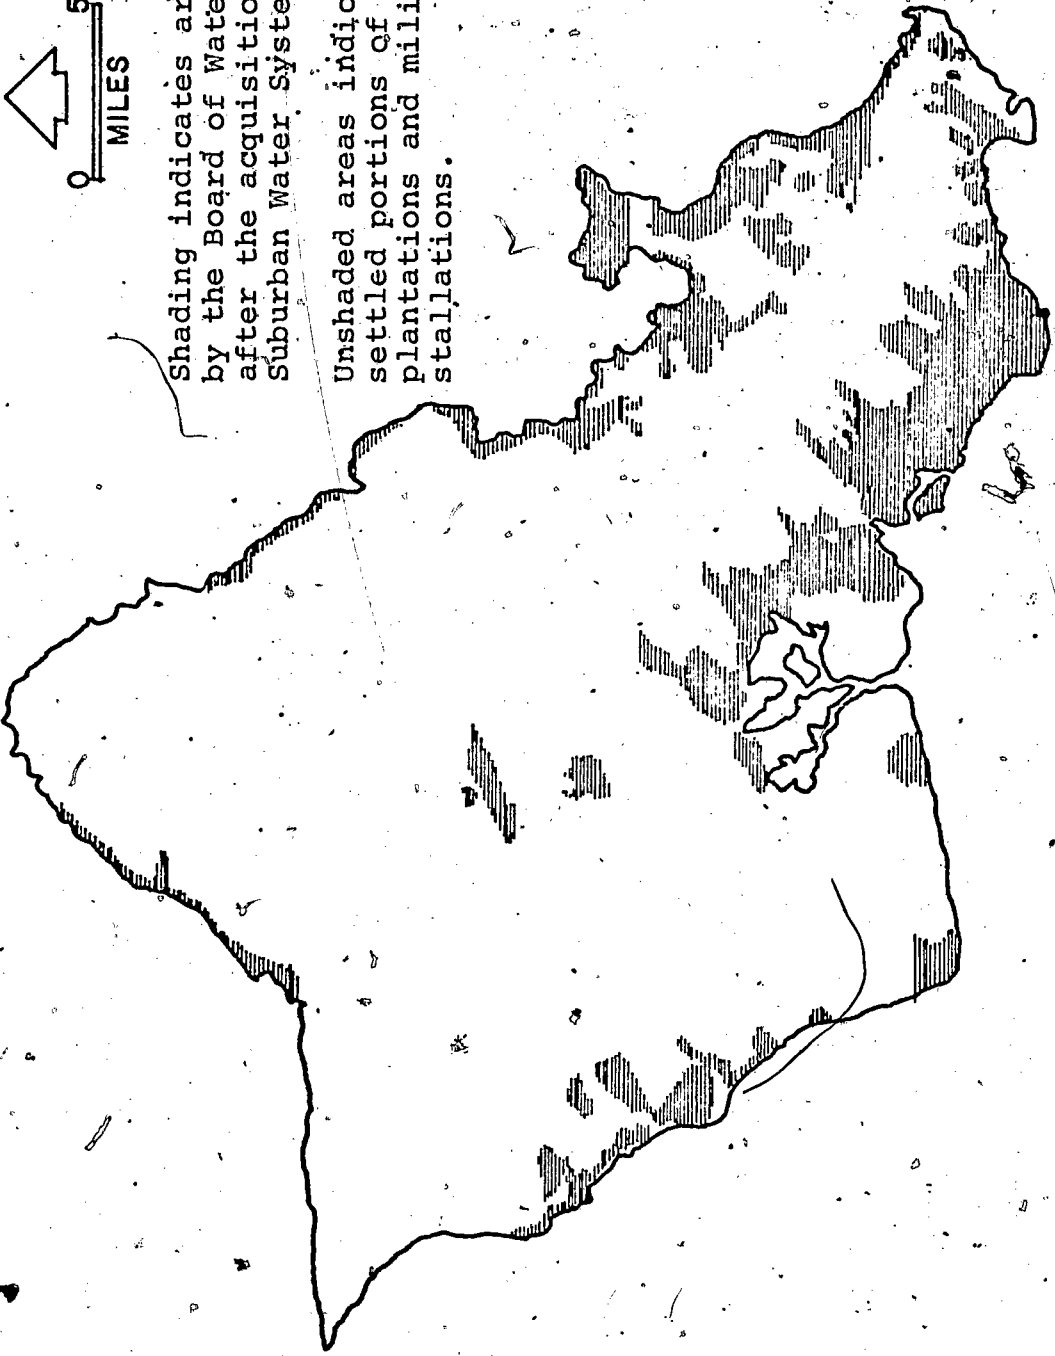 0 5
MILES
Shading indicates ar
by the Board of Wate
after the acquisitio
Suburban Water Syste
Unshaded areas indic
settled portions of
plantations and mili
stallations.